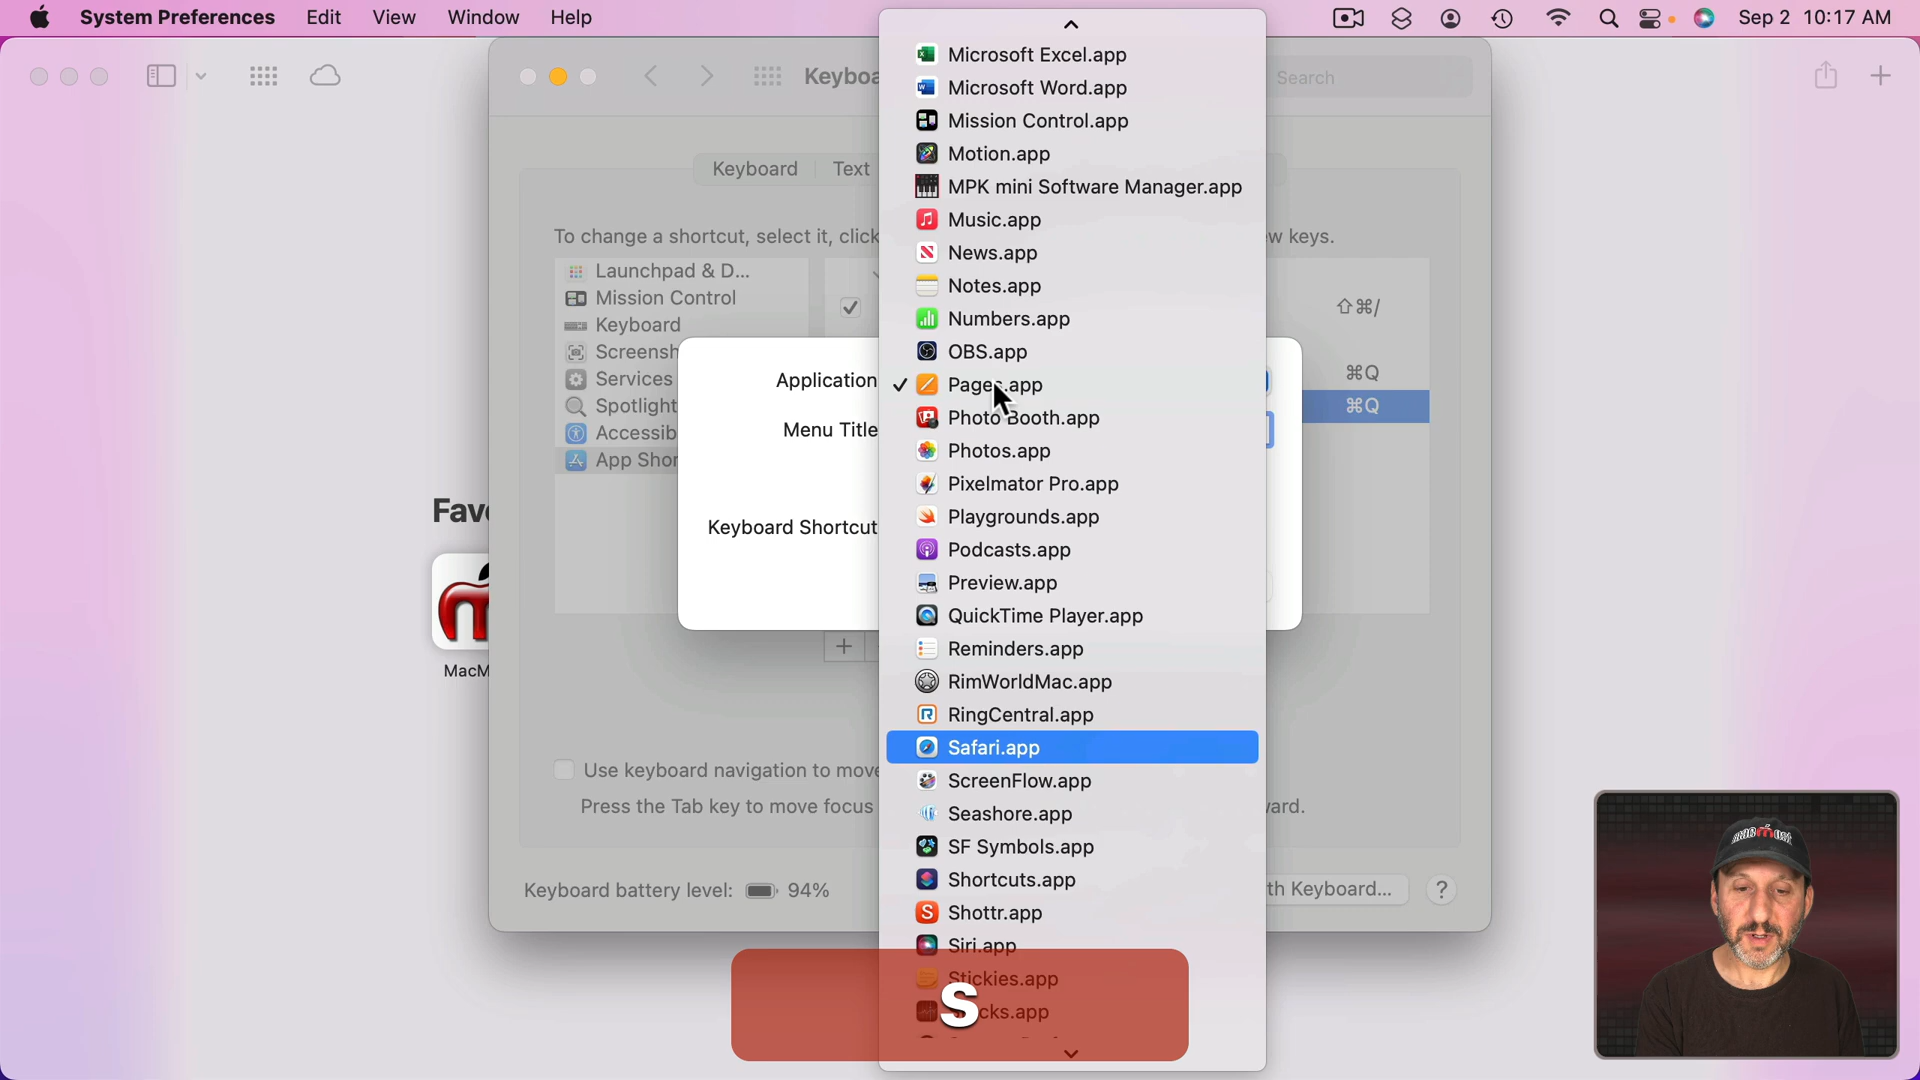 System Preferences Edit View Window Help
Sep 2 10:17 AM
Keyboa
Search
Keyboard Text
To change a shortcut, select it, click
ew keys.
Launchpad & D...
Mission Control
Keyboard
Screensh
Services
Spotlight
Accessib
App Shor
⇧⌘/
⌘Q
⌘Q
Application
Menu Title
Keyboard Shortcut
Microsoft Excel.app
Microsoft Word.app
Mission Control.app
Motion.app
MPK mini Software Manager.app
Music.app
News.app
Notes.app
Numbers.app
OBS.app
✓ Pages.app
Photo Booth.app
Photos.app
Pixelmator Pro.app
Playgrounds.app
Podcasts.app
Preview.app
QuickTime Player.app
Reminders.app
RimWorldMac.app
RingCentral.app
Safari.app
ScreenFlow.app
Seashore.app
SF Symbols.app
Shortcuts.app
Shottr.app
Siri.app
Stickies.app
cks.app
S
Fav
MacM
Use keyboard navigation to move
Press the Tab key to move focus
ard.
Keyboard battery level: 94%
th Keyboard...
?